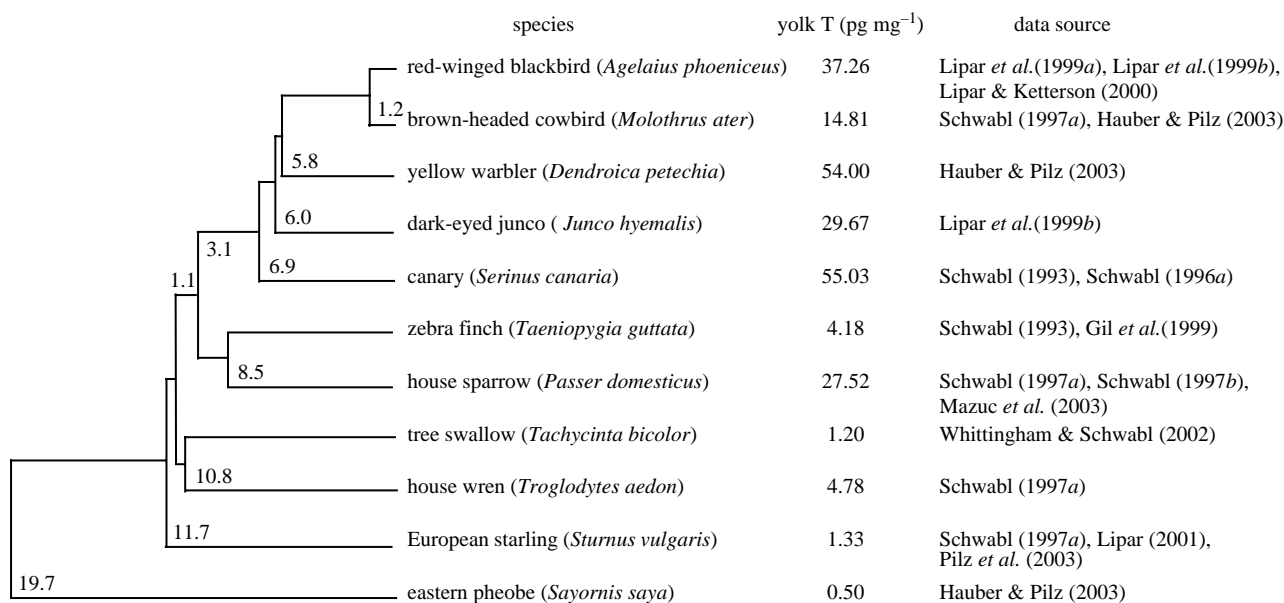 species yolk T (pg mg–1) data source
red-winged blackbird (Agelaius phoeniceus) 37.26 Lipar et al.(1999a), Lipar et al.(1999b),
Lipar & Ketterson (2000)
1.2 brown-headed cowbird (Molothrus ater) 14.81 Schwabl (1997a), Hauber & Pilz (2003)
5.8 yellow warbler (Dendroica petechia) 54.00 Hauber & Pilz (2003)
6.0 dark-eyed junco ( Junco hyemalis) 29.67 Lipar et al.(1999b)
3.1
6.9 canary (Serinus canaria) 55.03 Schwabl (1993), Schwabl (1996a)
1.1
zebra finch (Taeniopygia guttata) 4.18 Schwabl (1993), Gil et al.(1999)
8.5 house sparrow (Passer domesticus) 27.52 Schwabl (1997a), Schwabl (1997b),
Mazuc et al. (2003)
tree swallow (Tachycinta bicolor) 1.20 Whittingham & Schwabl (2002)
10.8 house wren (Troglodytes aedon) 4.78 Schwabl (1997a)
11.7 European starling (Sturnus vulgaris) 1.33 Schwabl (1997a), Lipar (2001),
Pilz et al. (2003)
19.7 eastern pheobe (Sayornis saya) 0.50 Hauber & Pilz (2003)